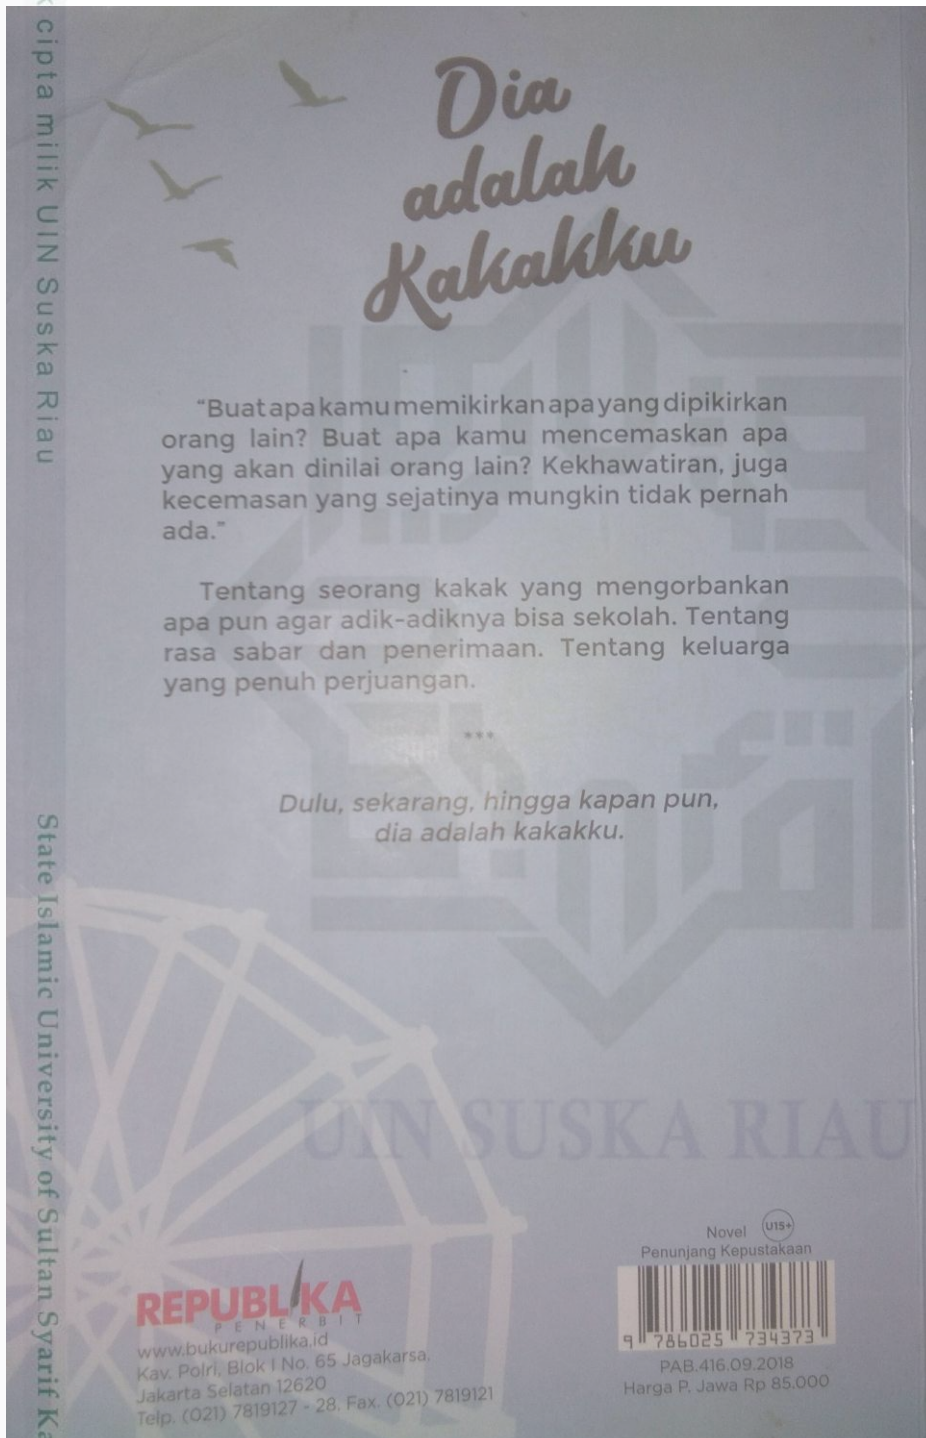 cipta milik UIN Suska Riau
Dia
adalah
Kakakku
“Buat apa kamu memikirkan apa yang dipikirkan
orang lain? Buat apa kamu mencemaskan apa
yang akan dinilai orang lain? Kekhawatiran, juga
kecemasan yang sejatinya mungkin tidak pernah
ada.”
Tentang seorang kakak yang mengorbankan
apa pun agar adik-adiknya bisa sekolah. Tentang
rasa sabar dan penerimaan. Tentang keluarga
yang penuh perjuangan.
***
Dulu, sekarang, hingga kapan pun,
dia adalah kakakku.
State Islamic University of Sultan Syarif Ka
UIN SUSKA RIAU
Novel U15+
Penunjang Kepustakaan
9 786025 734373
PAB.416.09.2018
Harga P. Jawa Rp 85.000
REPUBLIKA
PENERBIT
www.bukurepublika.id
Kav. Polri, Blok I No. 65 Jagakarsa.
Jakarta Selatan 12620
Telp. (021) 7819127 - 28. Fax. (021) 7819121